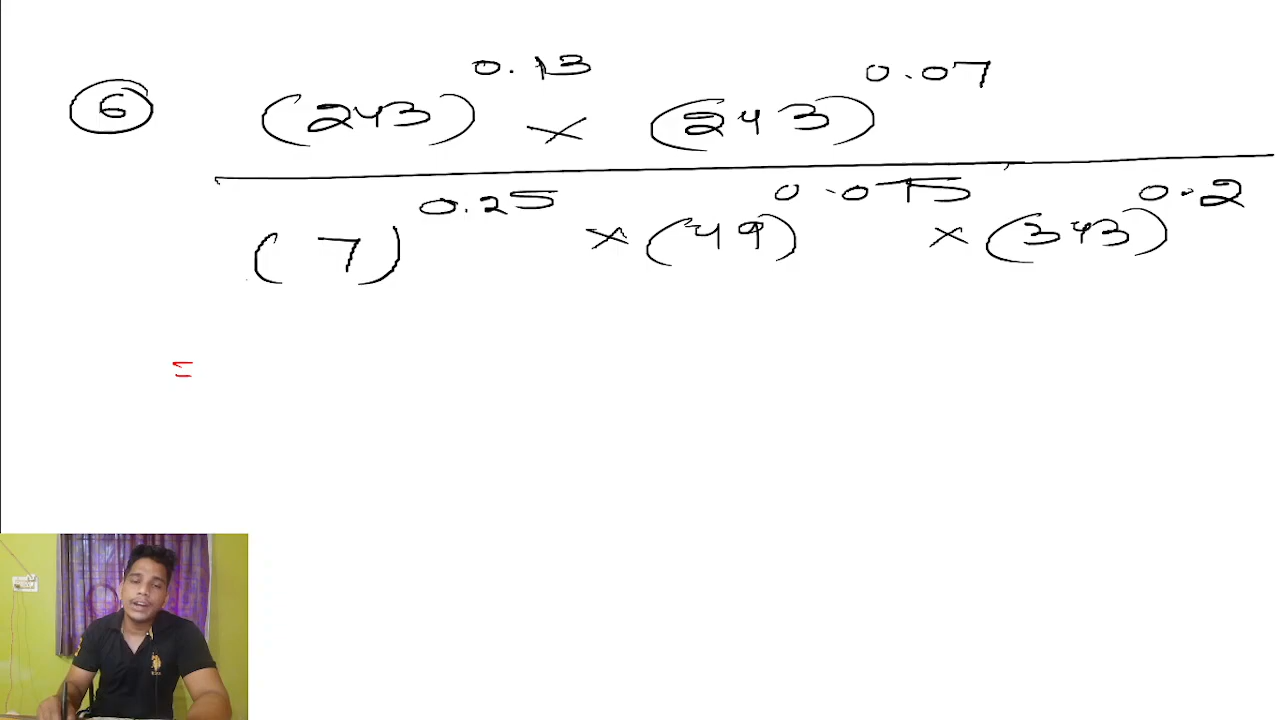 6 (243)^0.13 × (243)^0.07
(7)^0.25 × (49)^0.075 × (343)^0.2
=